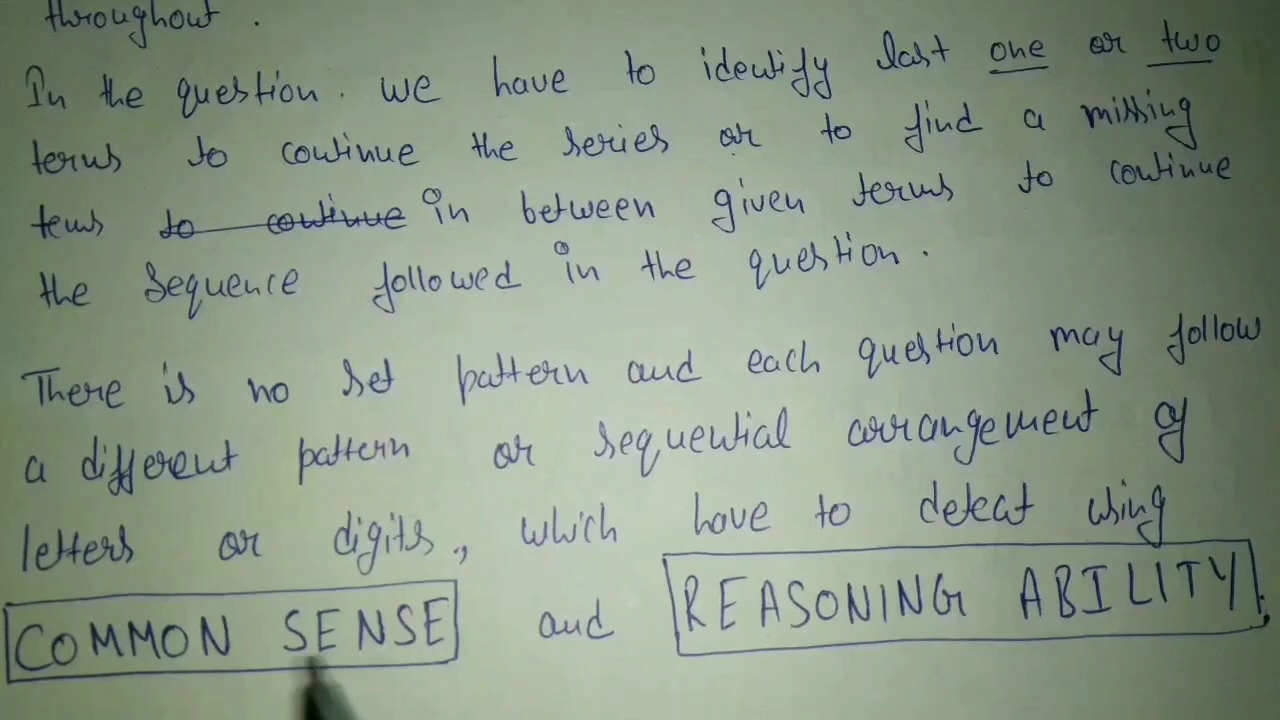 throughout.
In the question. we have to identify last one or two
terms to continue the series or to find a missing
tems to continue in between given terms to continue
the sequence followed in the question.
There is no set pattern and each question may follow
a different pattern or sequential arrangement of
letters or digits, which have to deteat using
COMMON SENSE and REASONING ABILITY.